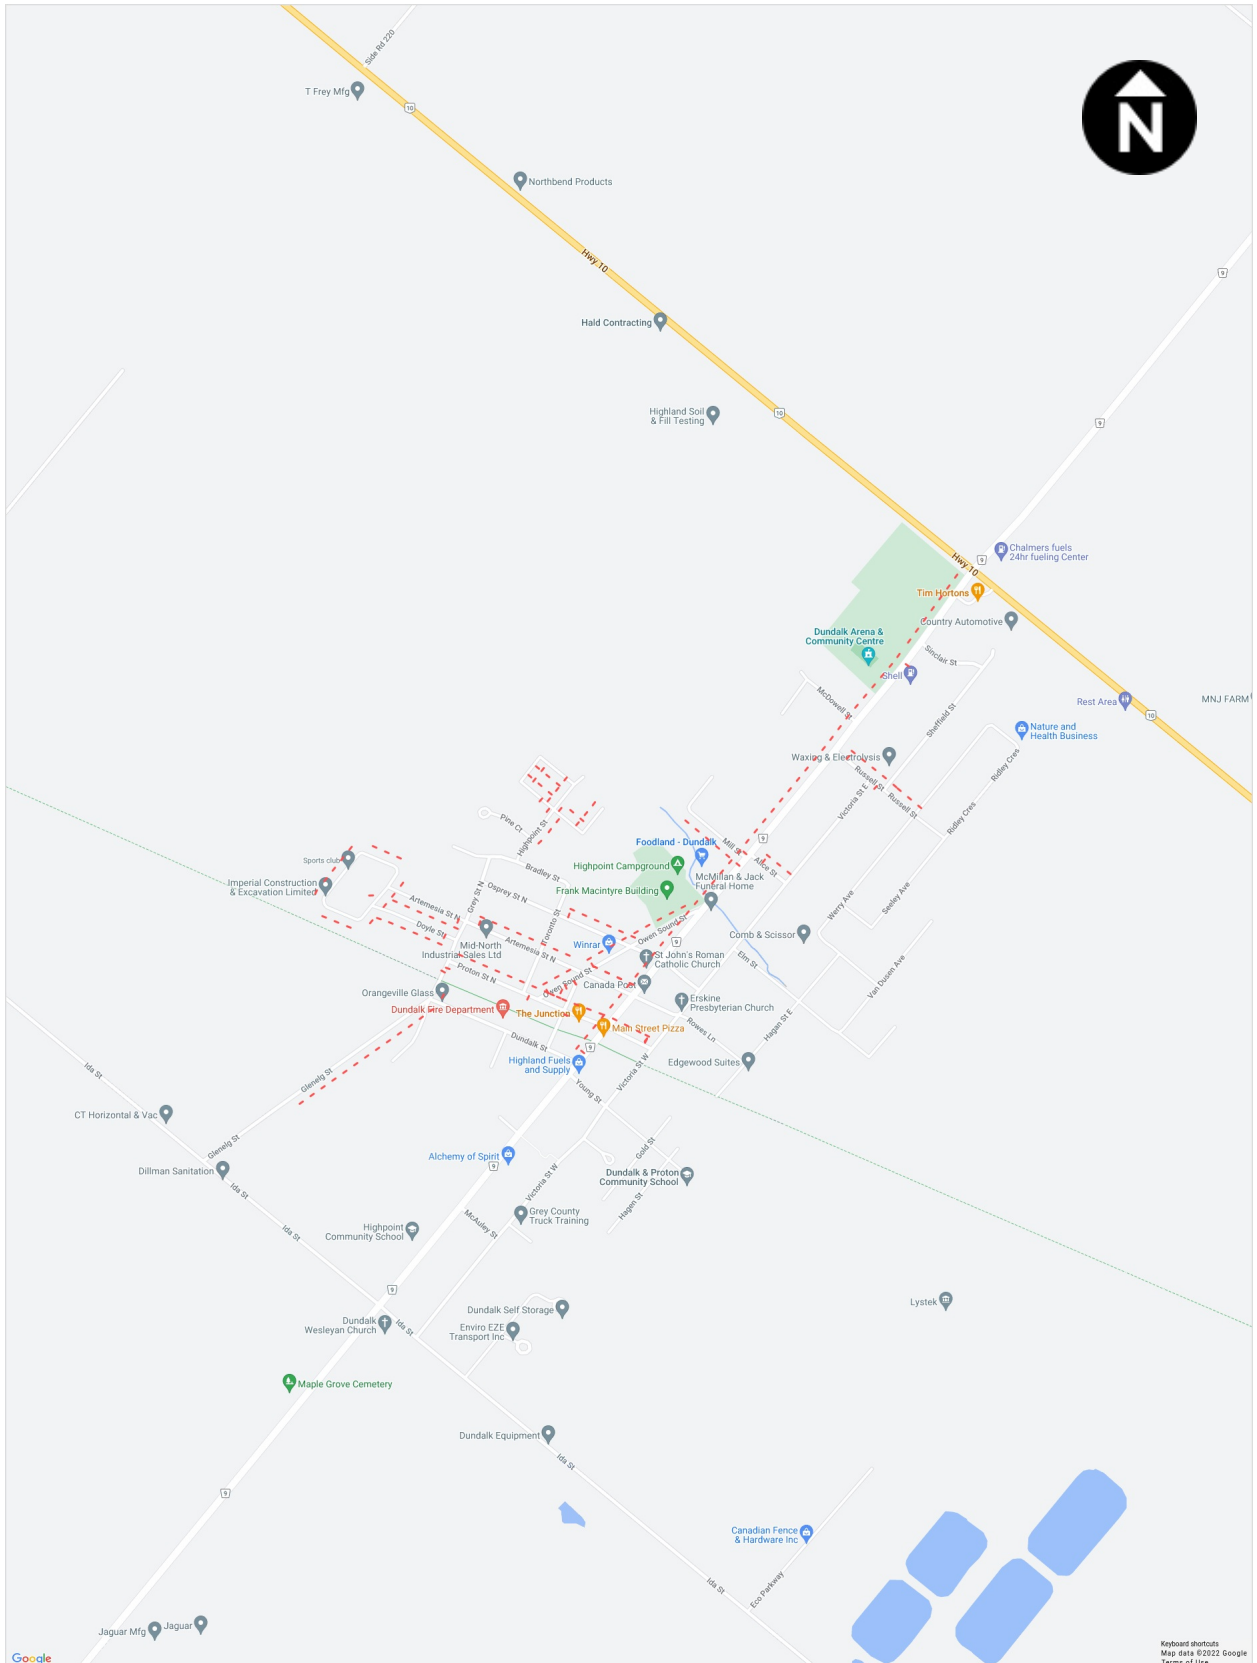 Side Rd 220
T Frey Mfg
10
N
Northbend Products
Hwy 10
9
Hald Contracting
Highland Soil
& Fill Testing
10
9
Chalmers fuels
24hr fueling Center
9
Hwy 10
Tim Hortons
Country Automotive
Dundalk Arena &
Community Centre
Sinclair St
Shell
McDowell St
Rest Area
MNJ FARM
10
Sheffield St
Nature and
Health Business
Waxing & Electrolysis
Ridley Cres
Russell St
Victoria St E
Russell St
Ridley Cres
Pine Ct
Highpoint St
9
Foodland - Dundalk
Mill St
Alice St
Sports club
Highpoint Campground
Bradley St
McMillan & Jack
Funeral Home
Imperial Construction
& Excavation Limited
Frank Macintyre Building
Grey St N
Osprey St N
Artemesia St N
Werry Ave
Seeley Ave
Doyle St
Toronto St
Owen Sound St
Comb & Scissor
Winrar
9
Mid-North
Industrial Sales Ltd
Artemesia St N
St John's Roman
Catholic Church
Elm St
Van Dusen Ave
Proton St N
Owen Sound St
Canada Post
Orangeville Glass
Erskine
Presbyterian Church
Dundalk Fire Department
The Junction
Main Street Pizza
Rowes Ln
Hagan St E
Dundalk St
9
Highland Fuels
and Supply
Edgewood Suites
Victoria St W
Ida St
Glenelg St
Young St
CT Horizontal & Vac
Glenelg St
Gold St
Alchemy of Spirit
9
Dillman Sanitation
Dundalk & Proton
Community School
Victoria St W
Ida St
Hagen St
McAuley St
Grey County
Truck Training
Ida St
Highpoint
Community School
9
Lystek
Dundalk Self Storage
Dundalk
Wesleyan Church
Ida St
Enviro EZE
Transport Inc
Maple Grove Cemetery
Dundalk Equipment
Ida St
9
Canadian Fence
& Hardware Inc
Ida St
Eco Parkway
Jaguar Mfg
Jaguar
Keyboard shortcuts
Map data ©2022 Google
Terms of Use
Google